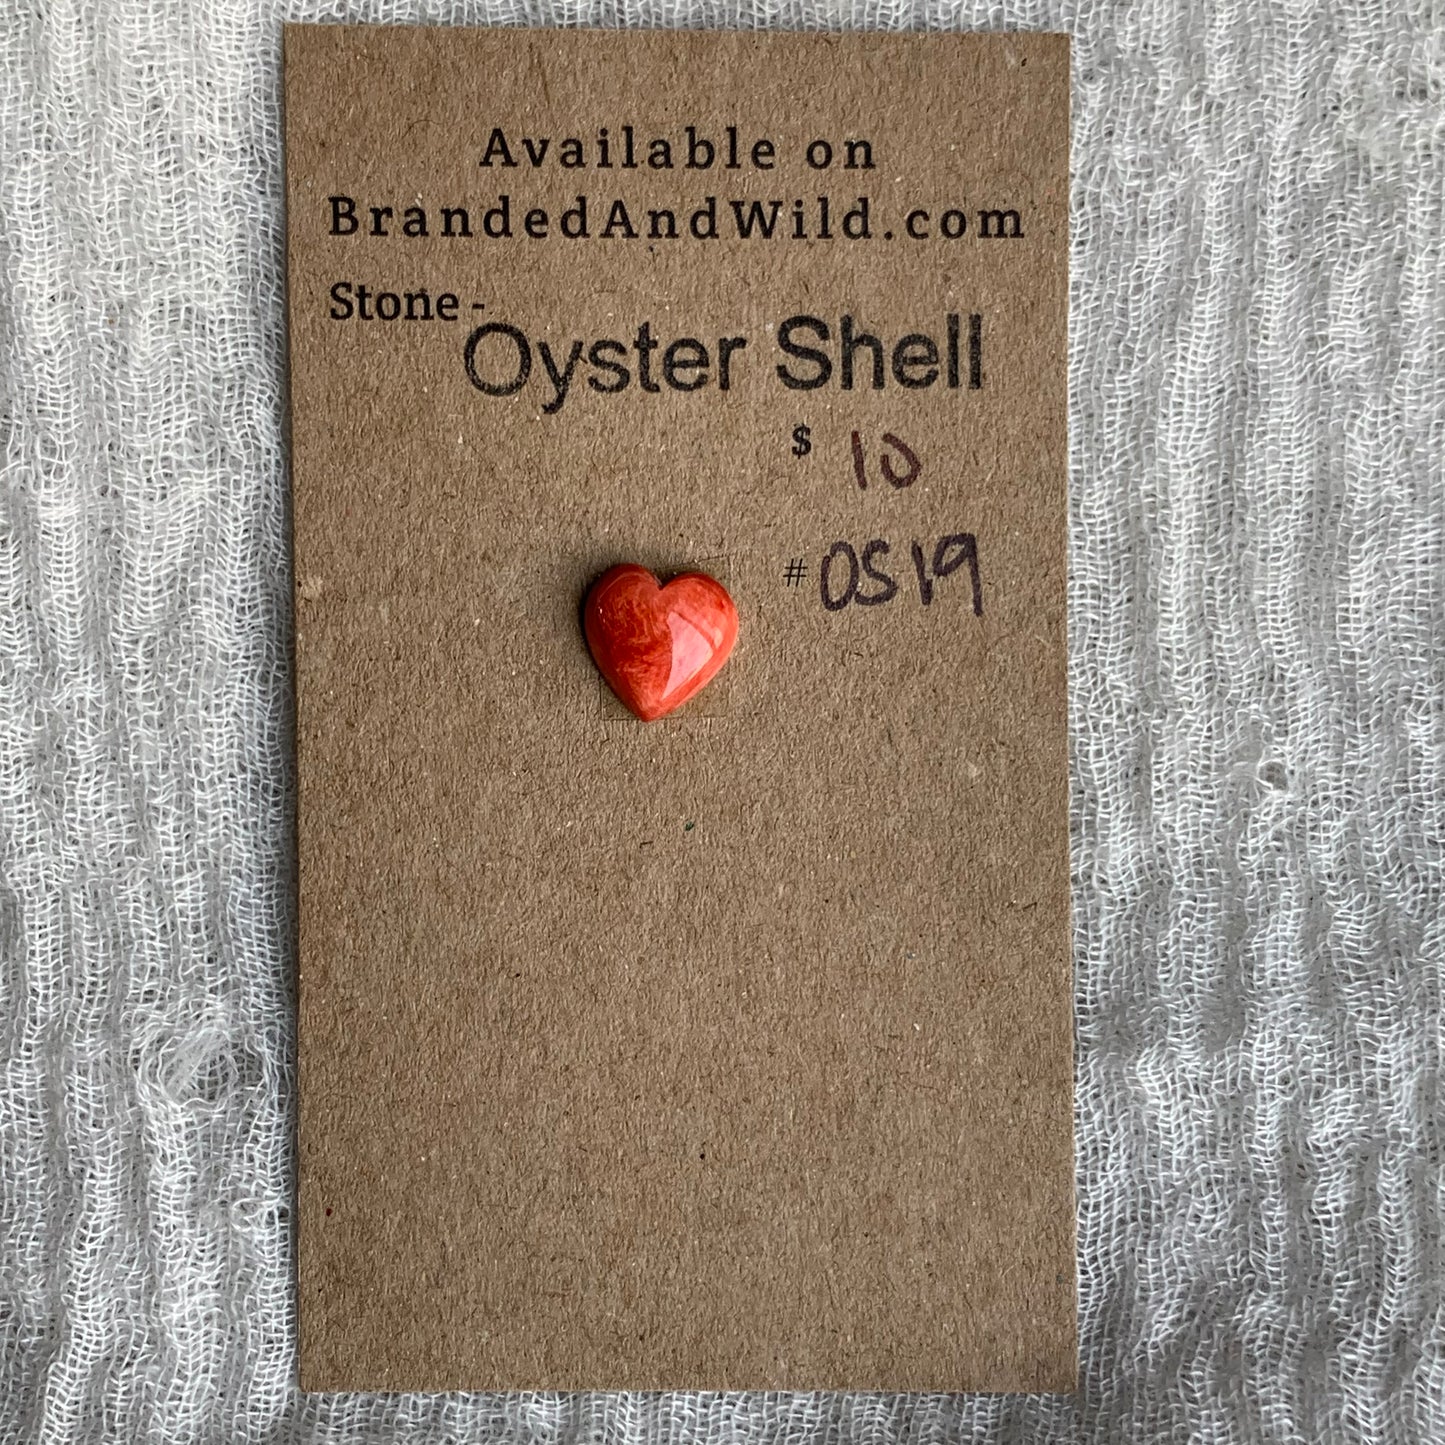 Available on
BrandedAndWild.com
Stone - Oyster Shell
$ 10
# OS19